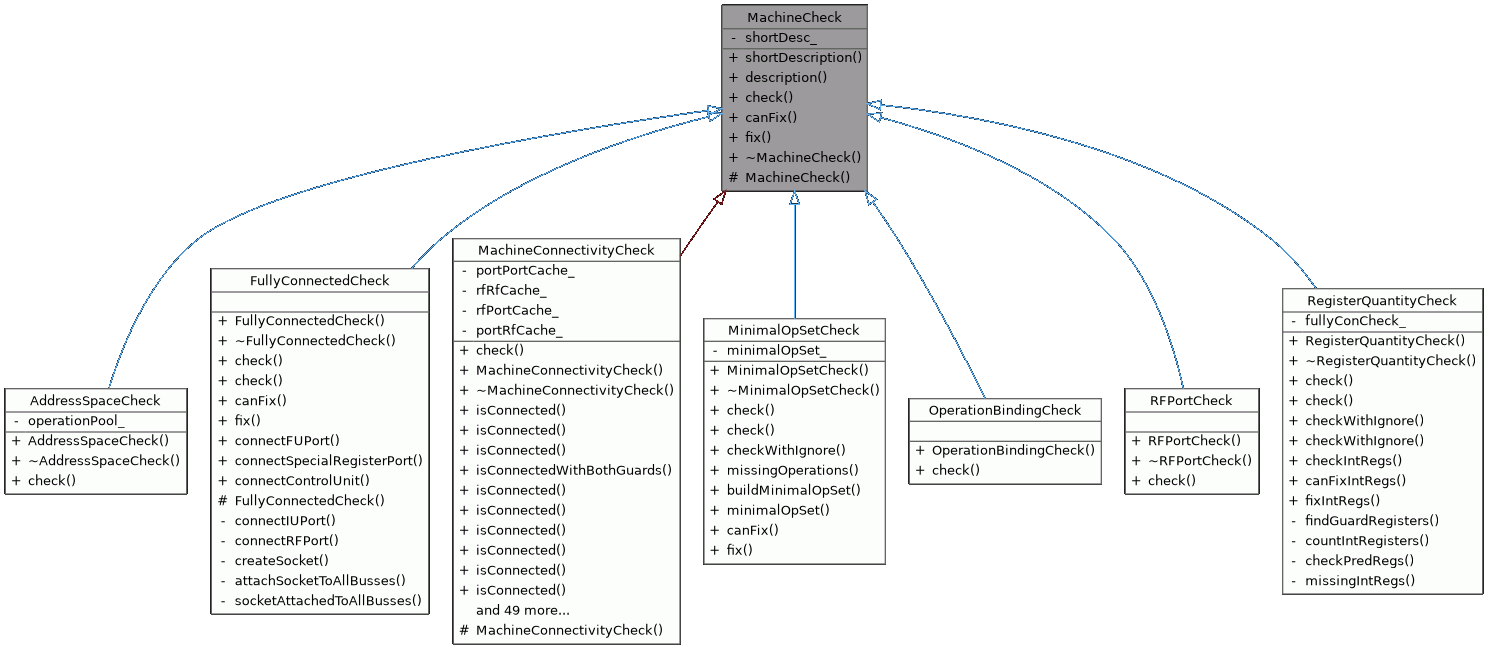 MachineCheck
- shortDesc_
+ shortDescription()
+ description()
+ check()
+ canFix()
+ fix()
+ ~MachineCheck()
# MachineCheck()
AddressSpaceCheck
- operationPool_
+ AddressSpaceCheck()
+ ~AddressSpaceCheck()
+ check()
FullyConnectedCheck
+ FullyConnectedCheck()
+ ~FullyConnectedCheck()
+ check()
+ check()
+ canFix()
+ fix()
+ connectFUPort()
+ connectSpecialRegisterPort()
+ connectControlUnit()
# FullyConnectedCheck()
- connectIUPort()
- connectRFPort()
- createSocket()
- attachSocketToAllBusses()
- socketAttachedToAllBusses()
MachineConnectivityCheck
- portPortCache_
- rfRfCache_
- rfPortCache_
- portRfCache_
+ check()
+ MachineConnectivityCheck()
+ ~MachineConnectivityCheck()
+ isConnected()
+ isConnected()
+ isConnected()
+ isConnectedWithBothGuards()
+ isConnected()
+ isConnected()
+ isConnected()
+ isConnected()
+ isConnected()
+ isConnected()
and 49 more...
# MachineConnectivityCheck()
MinimalOpSetCheck
- minimalOpSet_
+ MinimalOpSetCheck()
+ ~MinimalOpSetCheck()
+ check()
+ check()
+ checkWithIgnore()
+ missingOperations()
+ buildMinimalOpSet()
+ minimalOpSet()
+ canFix()
+ fix()
OperationBindingCheck
+ OperationBindingCheck()
+ check()
RFPortCheck
+ RFPortCheck()
+ ~RFPortCheck()
+ check()
RegisterQuantityCheck
- fullyConCheck_
+ RegisterQuantityCheck()
+ ~RegisterQuantityCheck()
+ check()
+ check()
+ checkWithIgnore()
+ checkWithIgnore()
+ checkIntRegs()
+ canFixIntRegs()
+ fixIntRegs()
- findGuardRegisters()
- countIntRegisters()
- checkPredRegs()
- missingIntRegs()